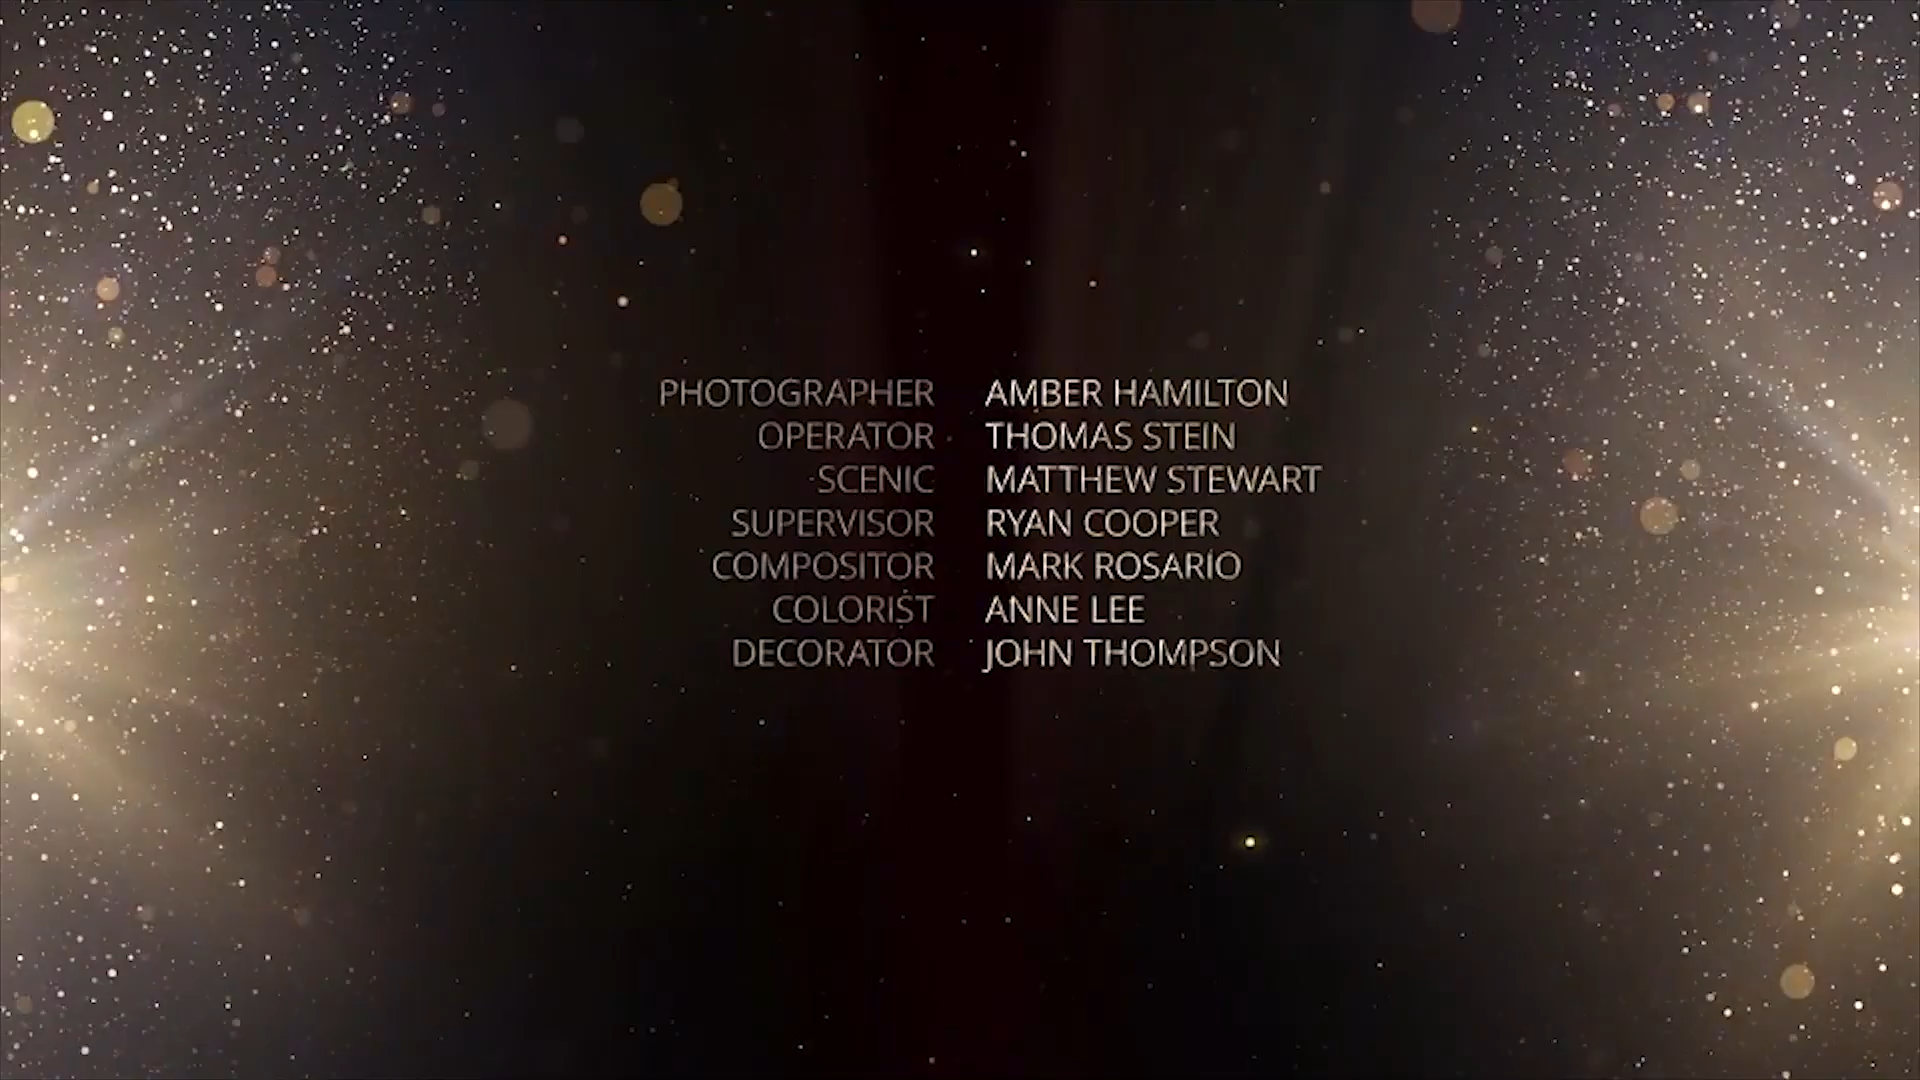 PHOTOGRAPHER AMBER HAMILTON
OPERATOR THOMAS STEIN
SCENIC MATTHEW STEWART
SUPERVISOR RYAN COOPER
COMPOSITOR MARK ROSARIO
COLORIST ANNE LEE
DECORATOR JOHN THOMPSON